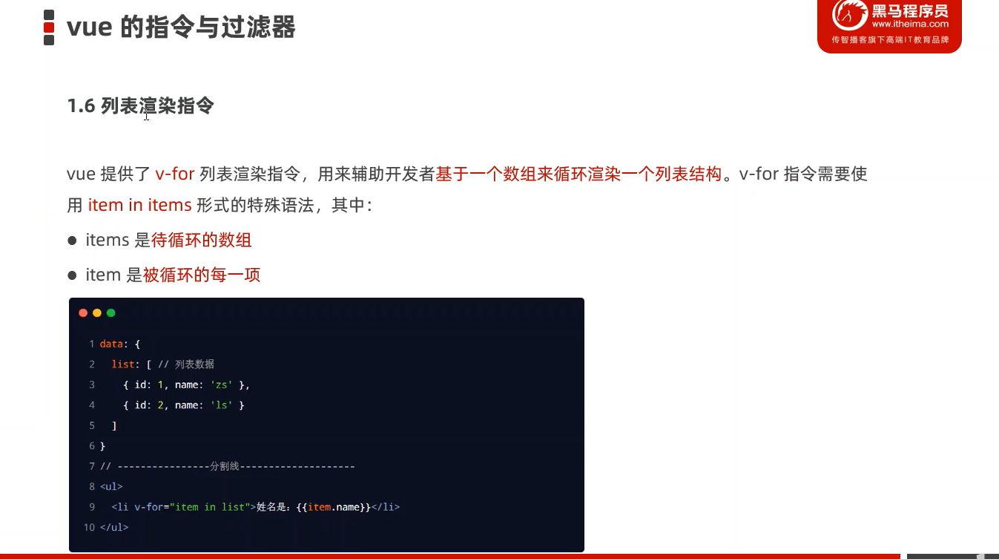 vue 的指令与过滤器
黑马程序员
www.itheima.com
传智播客旗下高端IT教育品牌
1.6 列表渲染指令
vue 提供了 v-for 列表渲染指令，用来辅助开发者基于一个数组来循环渲染一个列表结构。v-for 指令需要使
用 item in items 形式的特殊语法，其中：
● items 是待循环的数组
● item 是被循环的每一项
1 data: {
2   list: [ // 列表数据
3     { id: 1, name: 'zs' },
4     { id: 2, name: 'ls' }
5   ]
6 }
7 // ----------------分割线--------------------
8 <ul>
9   <li v-for="item in list">姓名是：{{item.name}}</li>
10 </ul>